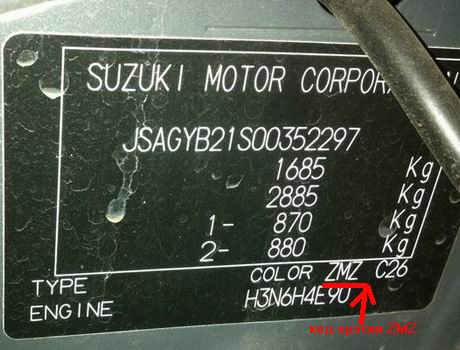 SUZUKI MOTOR CORPORA
JSAGYB21S00352297
1685 Kg
2885 Kg
1- 870 Kg
2- 880 Kg
COLOR ZMZ C26
TYPE
H3N6H4E90
ENGINE
код краски ZMZ